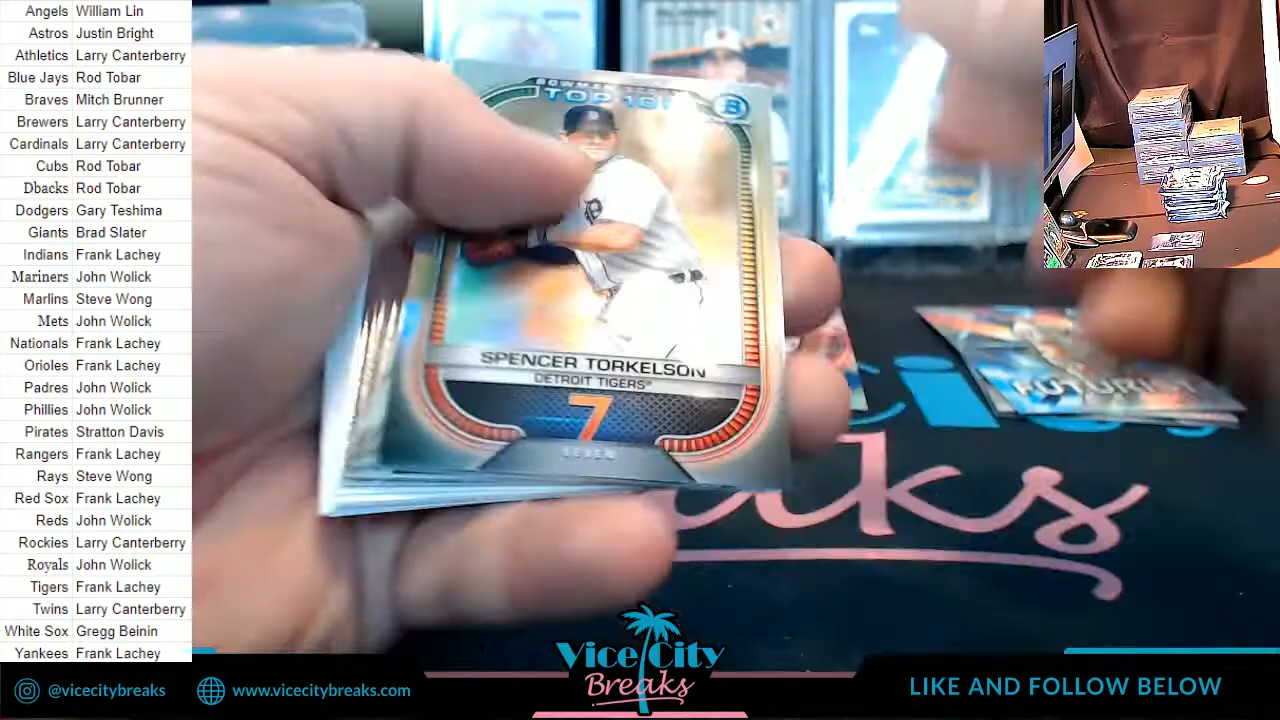 Angels William Lin
Astros Justin Bright
Athletics Larry Canterberry
Blue Jays Rod Tobar
Braves Mitch Brunner
Brewers Larry Canterberry
Cardinals Larry Canterberry
Cubs Rod Tobar
Dbacks Rod Tobar
Dodgers Gary Teshima
Giants Brad Slater
Indians Frank Lachey
Mariners John Wolick
Marlins Steve Wong
Mets John Wolick
Nationals Frank Lachey
Orioles Frank Lachey
Padres John Wolick
Phillies John Wolick
Pirates Stratton Davis
Rangers Frank Lachey
Rays Steve Wong
Red Sox Frank Lachey
Reds John Wolick
Rockies Larry Canterberry
Royals John Wolick
Tigers Frank Lachey
Twins Larry Canterberry
White Sox Gregg Beinin
Yankees Frank Lachey
TOP
B
SPENCER TORKELSON
DETROIT TIGERS
7
SEVEN
Vice City
Breaks
@vicecitybreaks
www.vicecitybreaks.com
LIKE AND FOLLOW BELOW